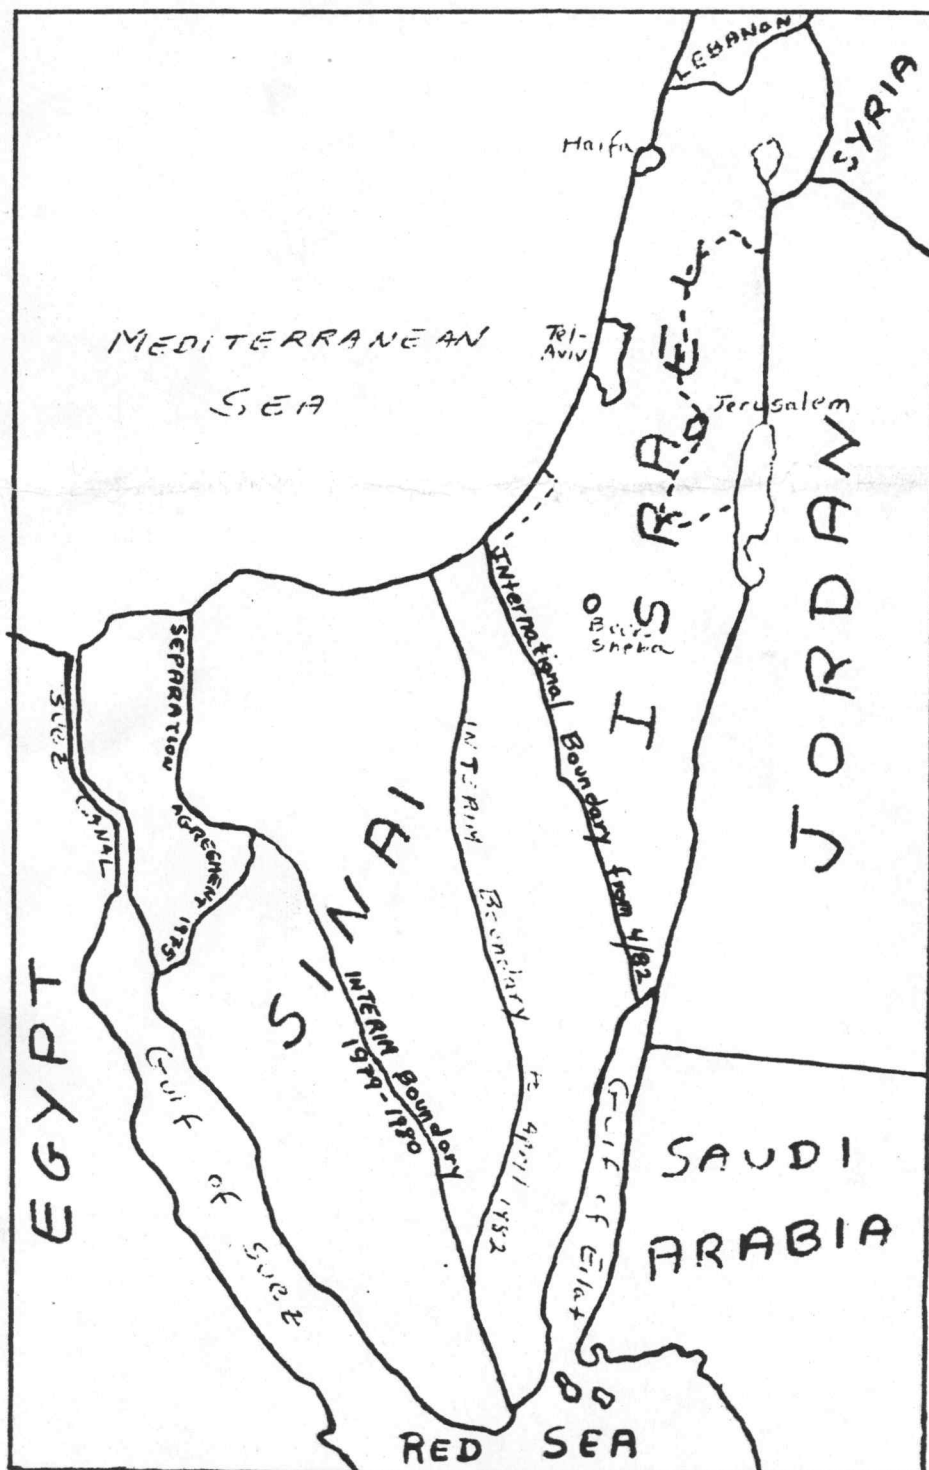 LEBANON
SYRIA
Haifa
MEDITERRANEAN
SEA
Tel-
Aviv
Jerusalem
ISRAEL
JORDAN
Beer-
Sheba
International Boundary from 4/82
SEPARATION
AGREEMENT 1975
SUEZ
CANAL
SINAI
INTERIM Boundary to April 1982
INTERIM Boundary
1979-1980
EGYPT
Gulf of Suez
Gulf of Eilat
SAUDI
ARABIA
RED SEA